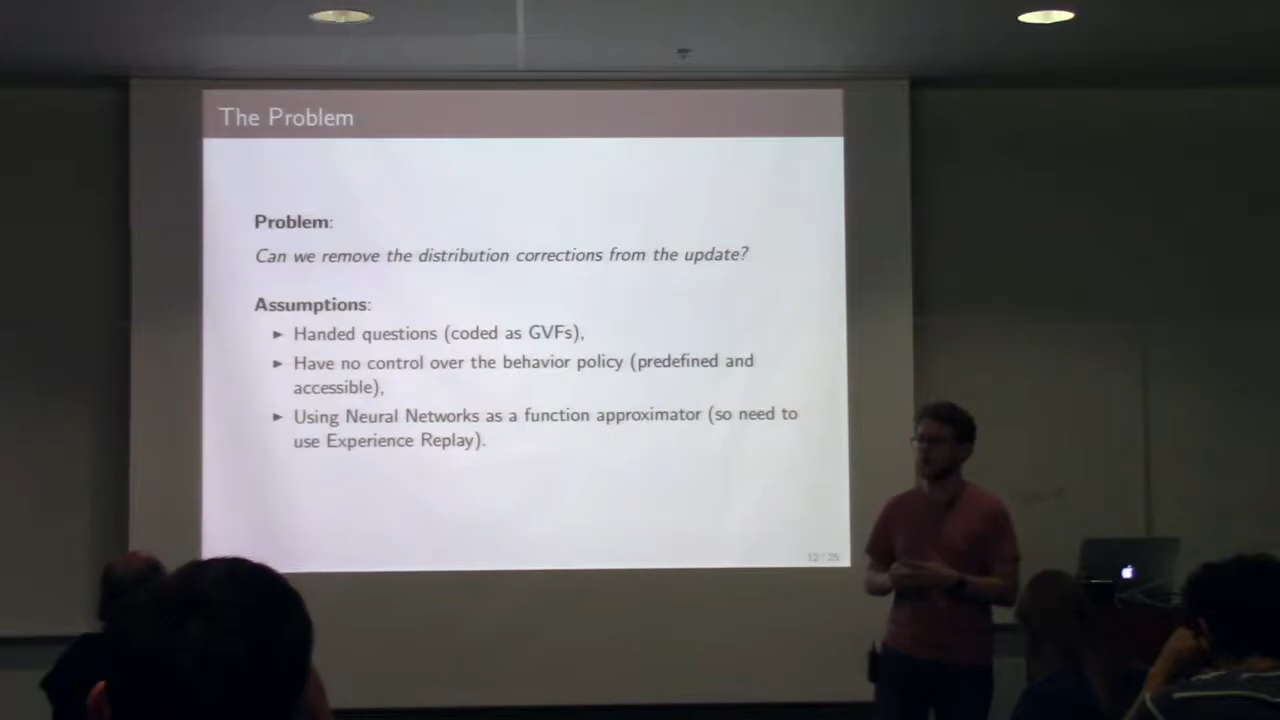 The Problem
Problem:
Can we remove the distribution corrections from the update?
Assumptions:
► Handed questions (coded as GVFs),
► Have no control over the behavior policy (predefined and
accessible),
► Using Neural Networks as a function approximator (so need to
use Experience Replay).
12 / 25